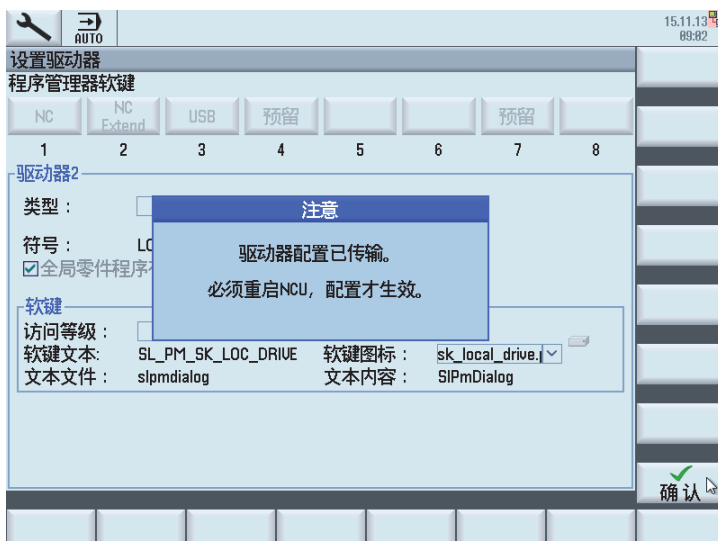 AUTO
15.11.13
09:02
设置驱动器
程序管理器软键
NC
NC Extend
USB
预留
预留
1 2 3 4 5 6 7 8
驱动器2
类型：
注意
驱动器配置已传输。
必须重启NCU，配置才生效。
符号：
全局零件程序
软键
访问等级：
软键文本: SL_PM_SK_LOC_DRIVE 软键图标： sk_local_drive.
文本文件： slpmdialog 文本内容： SlPmDialog
确认